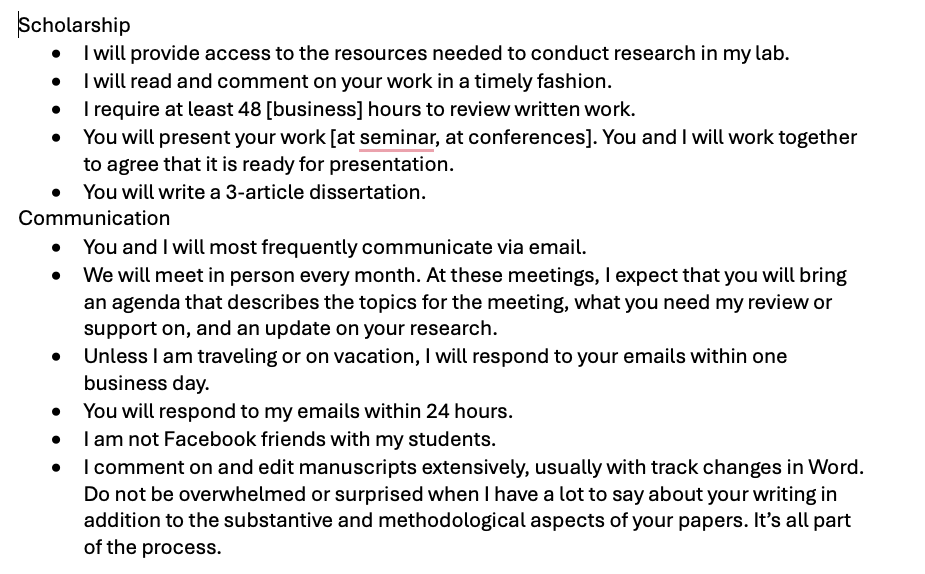 Scholarship
• I will provide access to the resources needed to conduct research in my lab.
• I will read and comment on your work in a timely fashion.
• I require at least 48 [business] hours to review written work.
• You will present your work [at seminar, at conferences]. You and I will work together
to agree that it is ready for presentation.
• You will write a 3-article dissertation.
Communication
• You and I will most frequently communicate via email.
• We will meet in person every month. At these meetings, I expect that you will bring
an agenda that describes the topics for the meeting, what you need my review or
support on, and an update on your research.
• Unless I am traveling or on vacation, I will respond to your emails within one
business day.
• You will respond to my emails within 24 hours.
• I am not Facebook friends with my students.
• I comment on and edit manuscripts extensively, usually with track changes in Word.
Do not be overwhelmed or surprised when I have a lot to say about your writing in
addition to the substantive and methodological aspects of your papers. It’s all part
of the process.